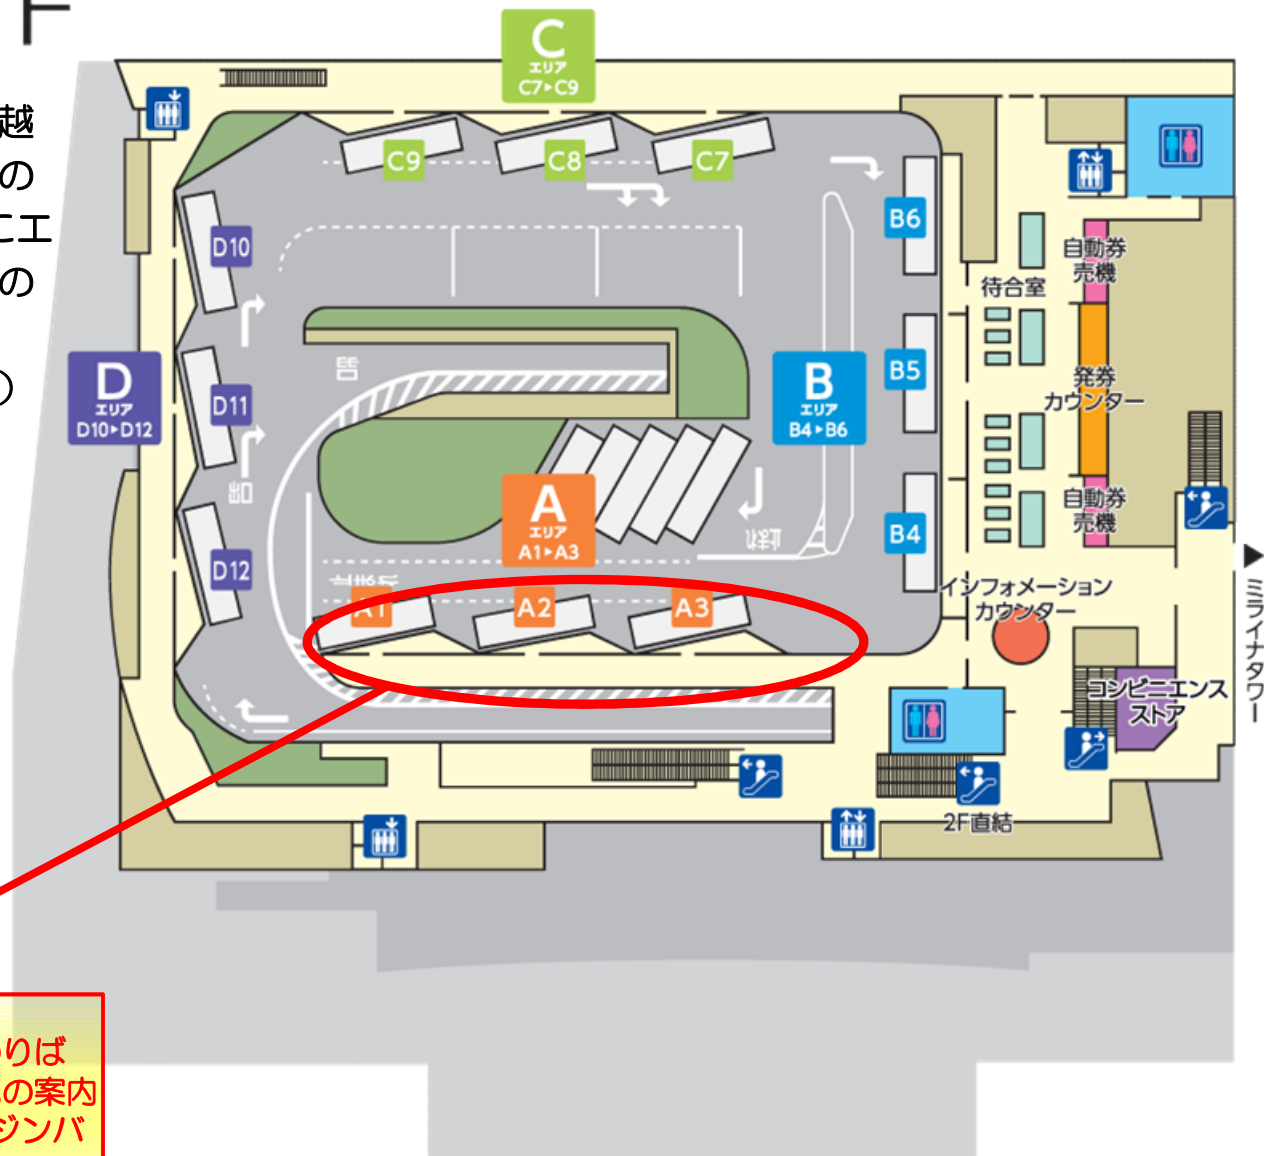 F
越
の
にエ
の
C
エリア
C7▸C9
C9
C8
C7
B6
D10
自動券
売機
待合室
D
エリア
D10▸D12
D11
B
エリア
B4▸B6
B5
発券
カウンター
出口
A
エリア
A1▸A3
自動券
売機
B4
止まれ
D12
インフォメーション
カウンター
A1
A2
A3
ミライナタワー
コンビニエンス
ストア
2F直結
りば
の案内
ジンバ